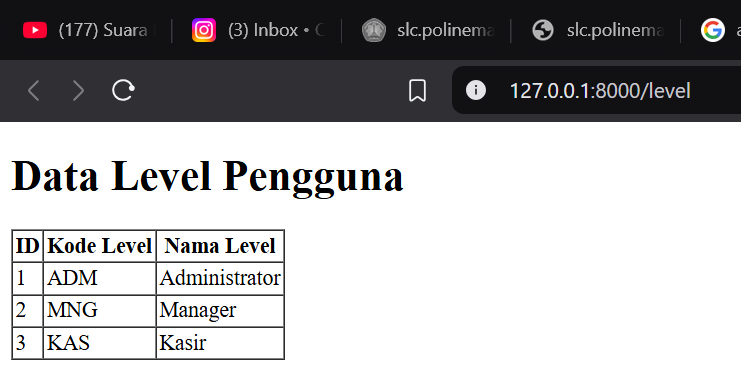 (177) Suara
(3) Inbox •
slc.polinema
slc.polinema
127.0.0.1:8000/level
Data Level Pengguna
ID Kode Level Nama Level
1 ADM Administrator
2 MNG Manager
3 KAS Kasir